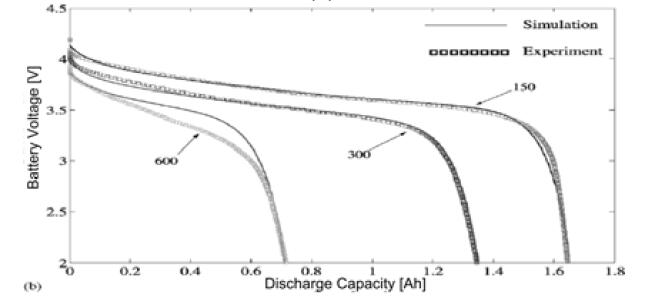 4.5
Simulation
Experiment
4
150
3.5
Battery Voltage [V]
3
600
300
2.5
2
0 0.2 0.4 0.6 0.8 1 1.2 1.4 1.6 1.8
(b)
Discharge Capacity [Ah]